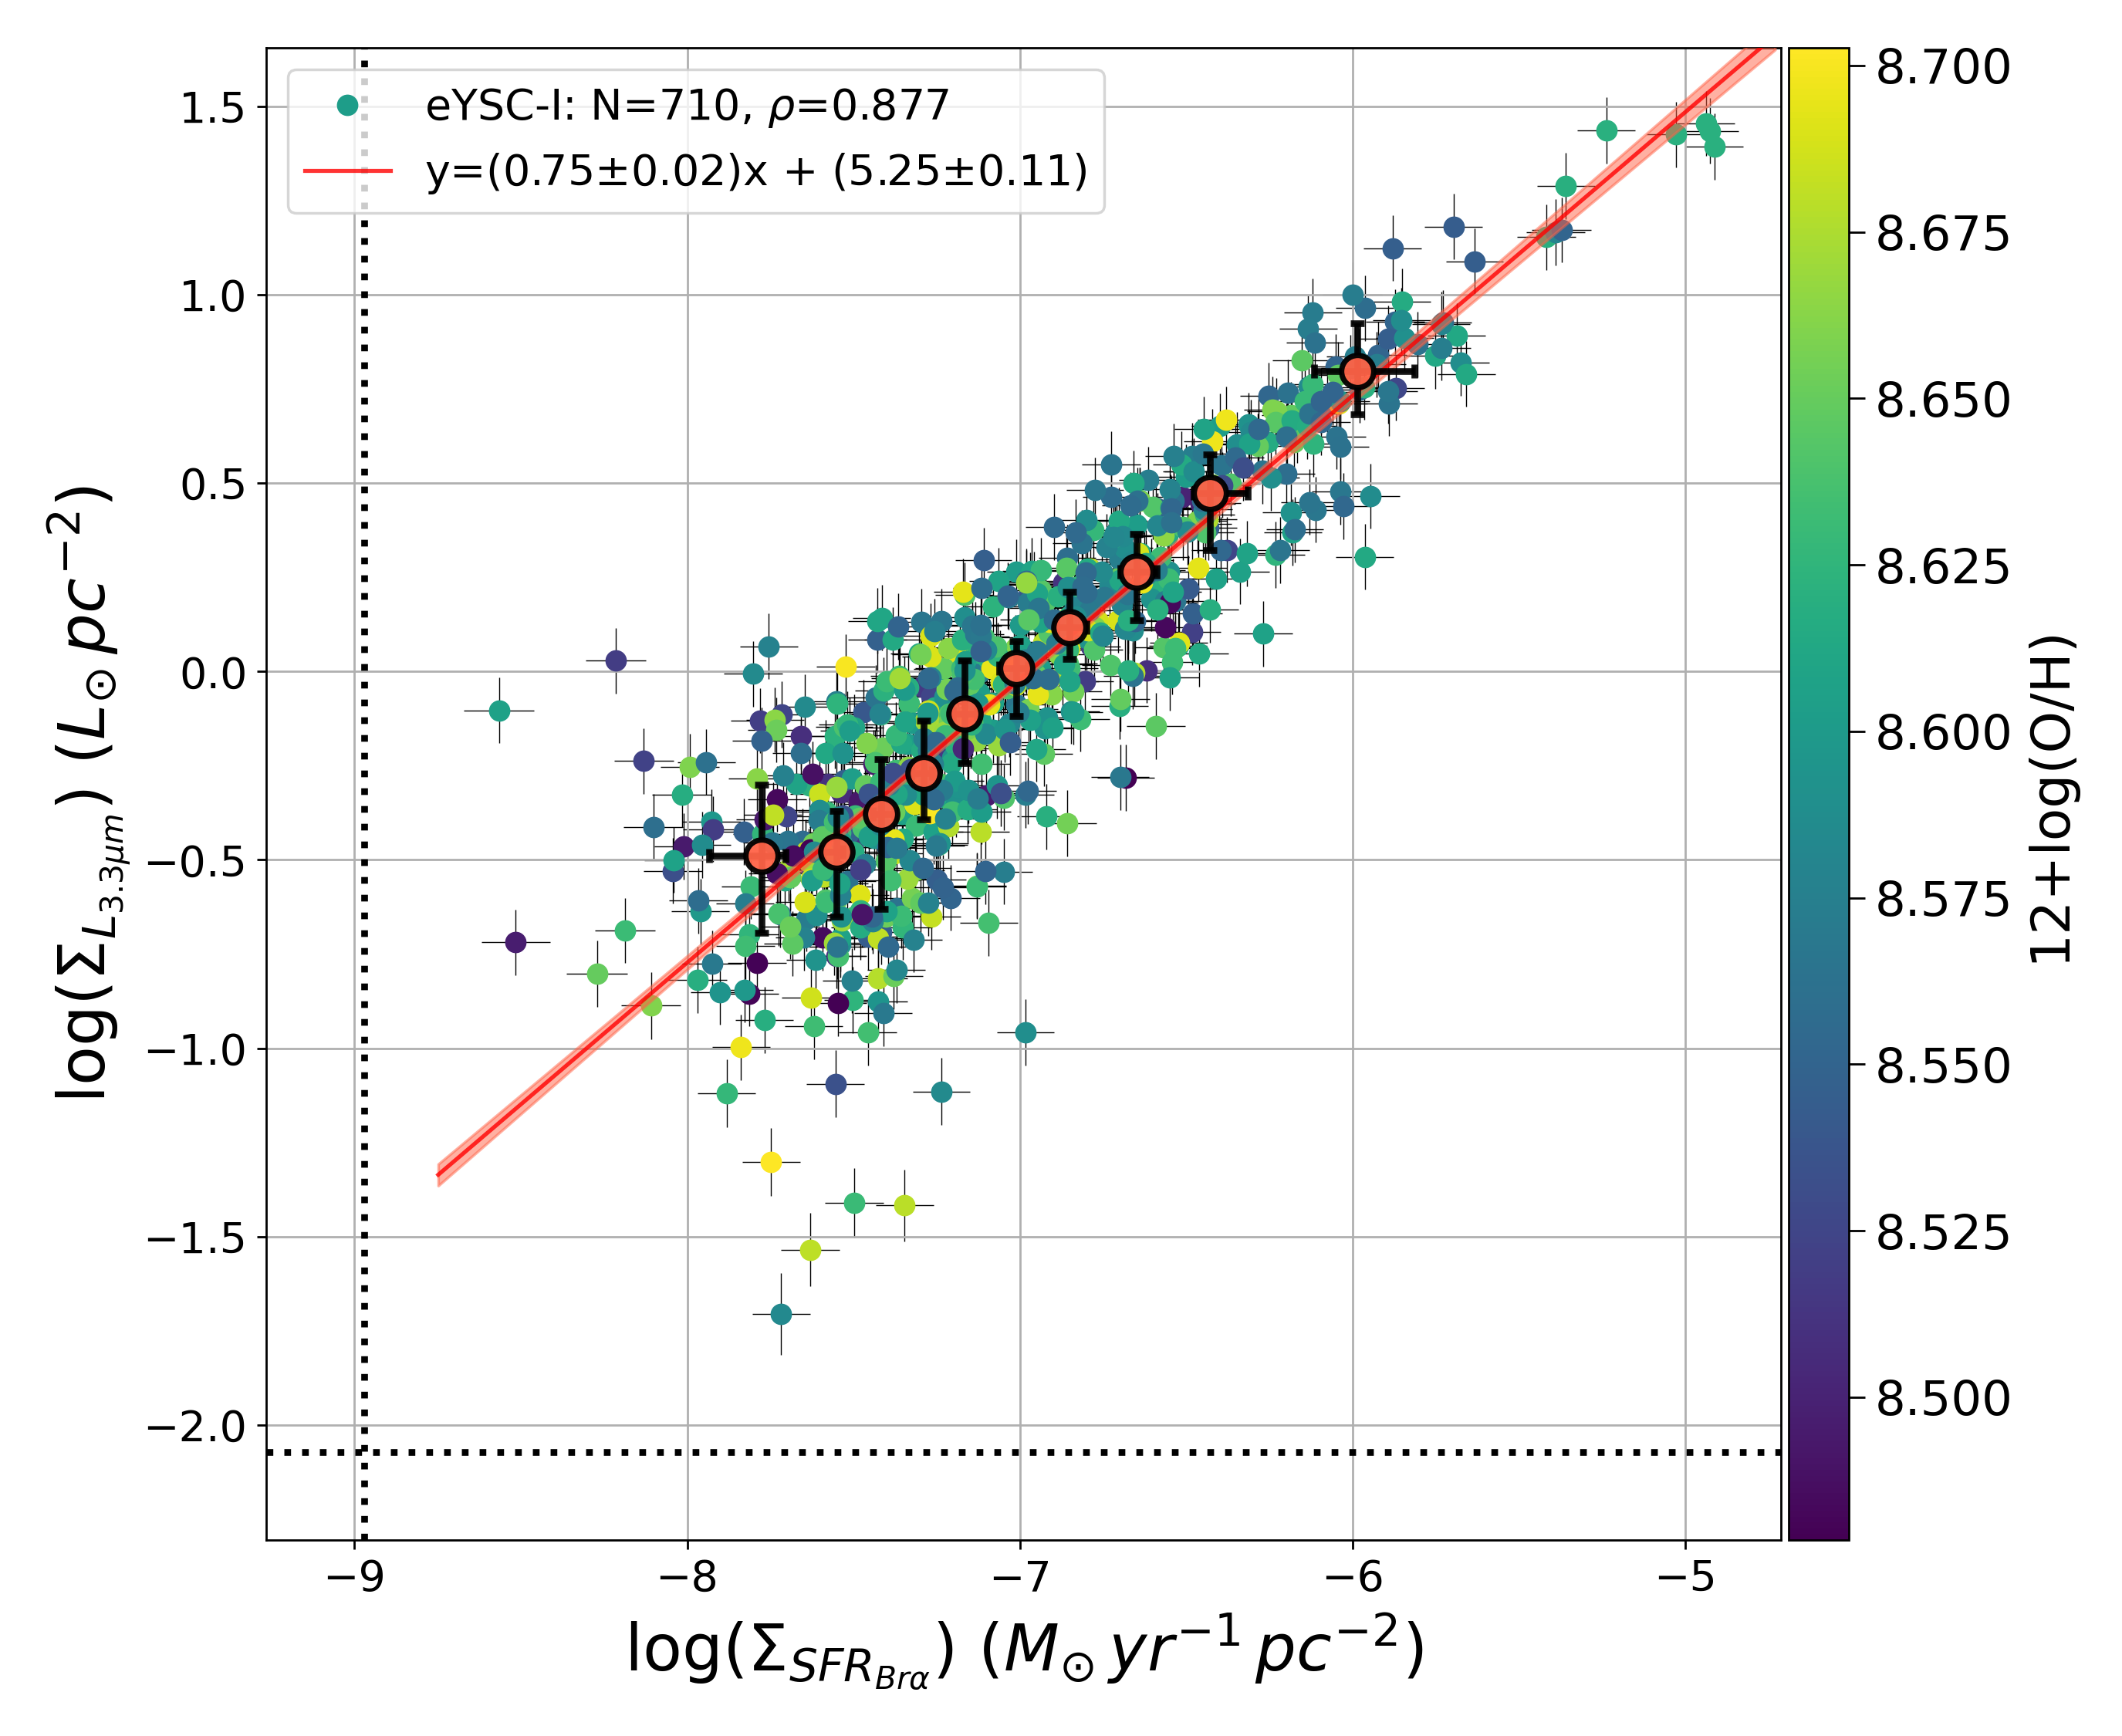 eYSC-I: N=710, ρ=0.877
y=(0.75±0.02)x + (5.25±0.11)
1.5
1.0
0.5
0.0
−0.5
−1.0
−1.5
−2.0
log(Σ_{L_{3.3μm}}) (L_⊙ pc^{−2})
−9 −8 −7 −6 −5
log(Σ_{SFR_{Brα}}) (M_⊙ yr^{−1} pc^{−2})
8.700
8.675
8.650
8.625
8.600
8.575
8.550
8.525
8.500
12+log(O/H)